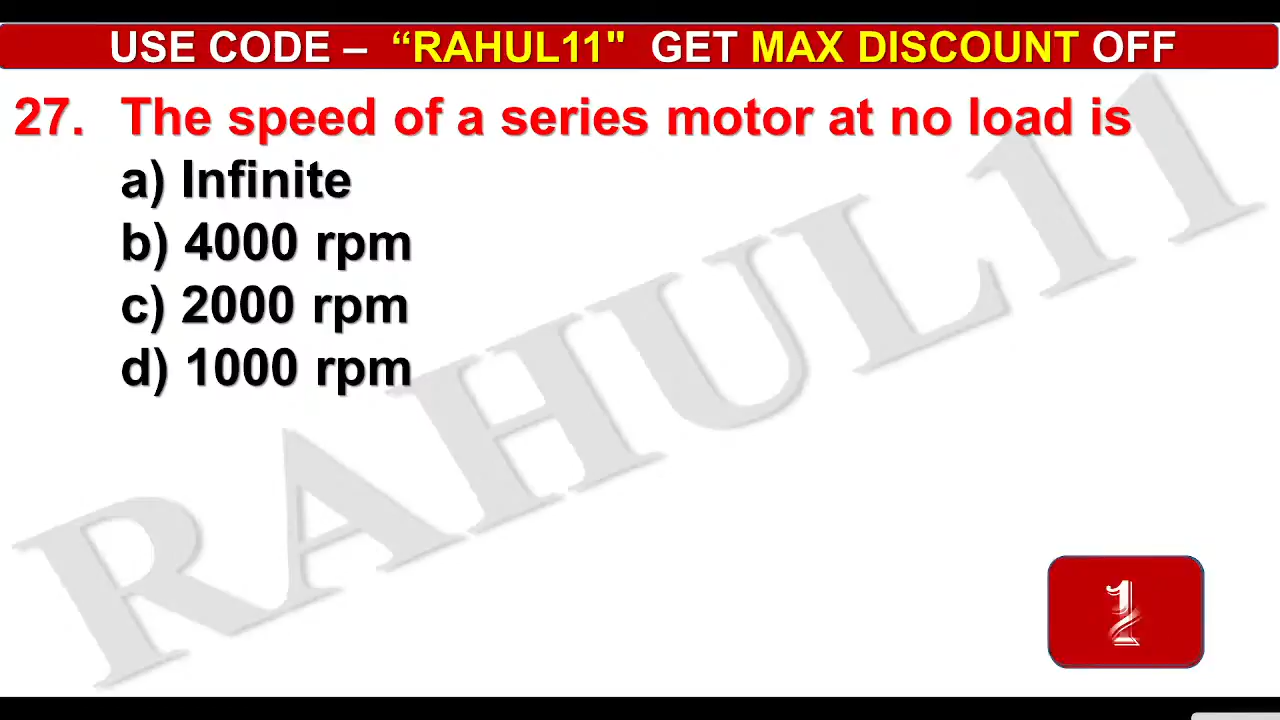 USE CODE – “RAHUL11" GET MAX DISCOUNT OFF
27. The speed of a series motor at no load is
a) Infinite
b) 4000 rpm
c) 2000 rpm
d) 1000 rpm
RAHUL11